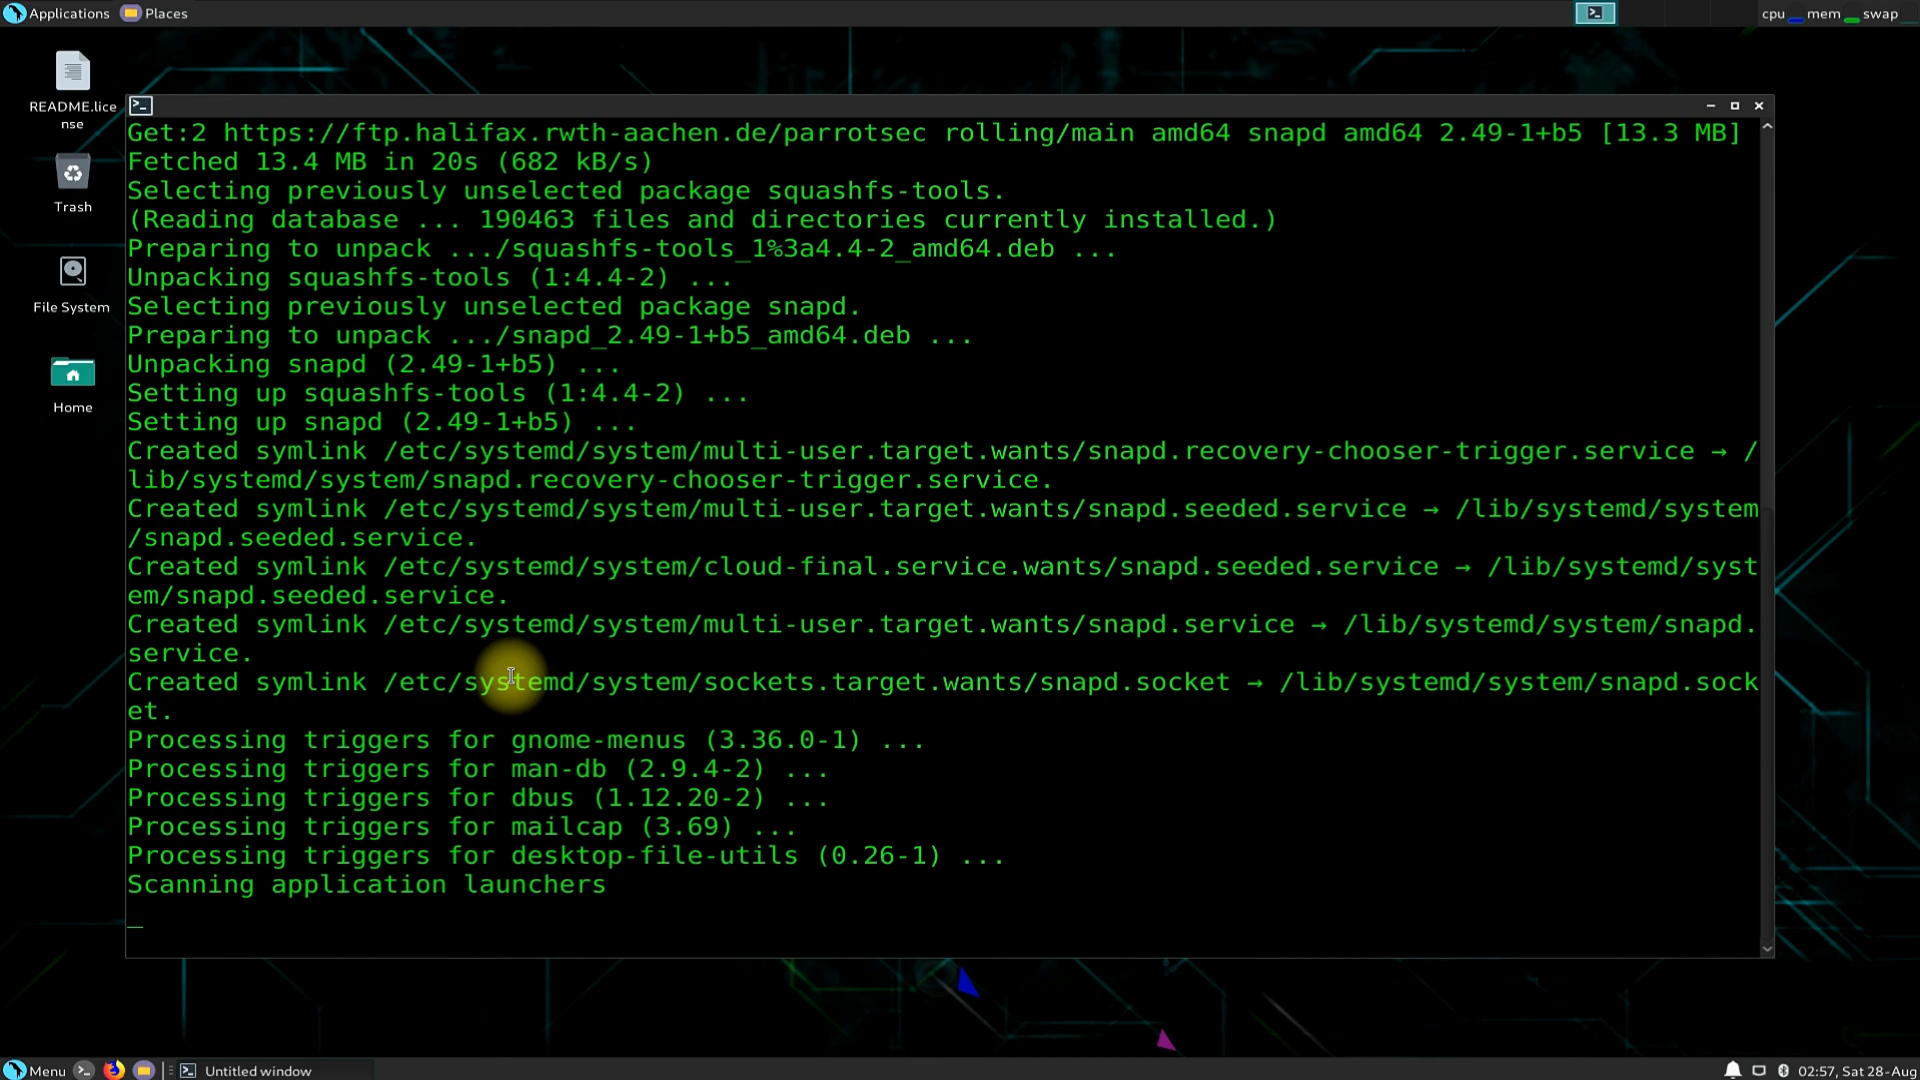 Applications Places
cpu mem swap
README.lice
nse
Trash
File System
Home
Get:2 https://ftp.halifax.rwth-aachen.de/parrotsec rolling/main amd64 snapd amd64 2.49-1+b5 [13.3 MB]
Fetched 13.4 MB in 20s (682 kB/s)
Selecting previously unselected package squashfs-tools.
(Reading database ... 190463 files and directories currently installed.)
Preparing to unpack .../squashfs-tools_1%3a4.4-2_amd64.deb ...
Unpacking squashfs-tools (1:4.4-2) ...
Selecting previously unselected package snapd.
Preparing to unpack .../snapd_2.49-1+b5_amd64.deb ...
Unpacking snapd (2.49-1+b5) ...
Setting up squashfs-tools (1:4.4-2) ...
Setting up snapd (2.49-1+b5) ...
Created symlink /etc/systemd/system/multi-user.target.wants/snapd.recovery-chooser-trigger.service → /
lib/systemd/system/snapd.recovery-chooser-trigger.service.
Created symlink /etc/systemd/system/multi-user.target.wants/snapd.seeded.service → /lib/systemd/system
/snapd.seeded.service.
Created symlink /etc/systemd/system/cloud-final.service.wants/snapd.seeded.service → /lib/systemd/syst
em/snapd.seeded.service.
Created symlink /etc/systemd/system/multi-user.target.wants/snapd.service → /lib/systemd/system/snapd.
service.
Created symlink /etc/systemd/system/sockets.target.wants/snapd.socket → /lib/systemd/system/snapd.sock
et.
Processing triggers for gnome-menus (3.36.0-1) ...
Processing triggers for man-db (2.9.4-2) ...
Processing triggers for dbus (1.12.20-2) ...
Processing triggers for mailcap (3.69) ...
Processing triggers for desktop-file-utils (0.26-1) ...
Scanning application launchers
Menu Untitled window 02:57, Sat 28-Aug